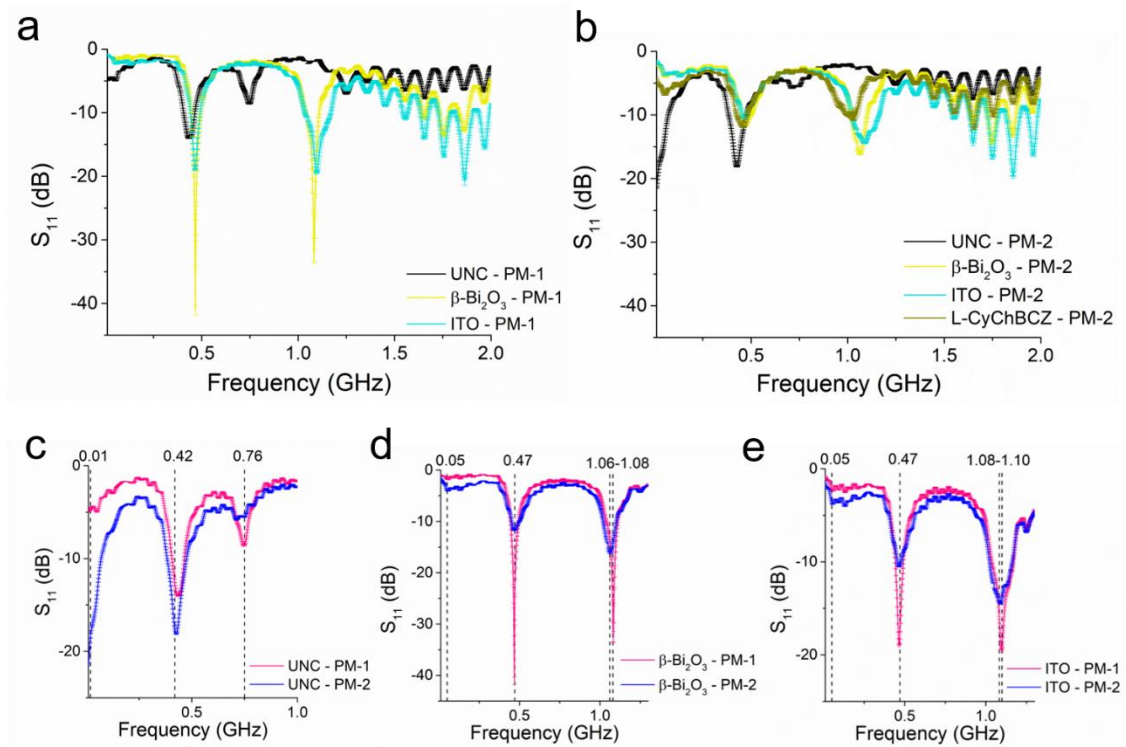 a
0
-10
-20
-30
-40
S₁₁ (dB)
0.5
1.0
1.5
2.0
Frequency (GHz)
UNC - PM-1
β-Bi₂O₃ - PM-1
ITO - PM-1
b
0
-10
-20
-30
-40
S₁₁ (dB)
0.5
1.0
1.5
2.0
Frequency (GHz)
UNC - PM-2
β-Bi₂O₃ - PM-2
ITO - PM-2
L-CyChBCZ - PM-2
c
0.01 0.42 0.76
0
-10
-20
S₁₁ (dB)
0.5
1.0
Frequency (GHz)
UNC - PM-1
UNC - PM-2
d
0.05 0.47 1.06-1.08
0
-10
-20
-30
-40
S₁₁ (dB)
0.5
1.0
Frequency (GHz)
β-Bi₂O₃ - PM-1
β-Bi₂O₃ - PM-2
e
0.05 0.47 1.08-1.10
0
-10
-20
S₁₁ (dB)
0.5
1.0
Frequency (GHz)
ITO - PM-1
ITO - PM-2